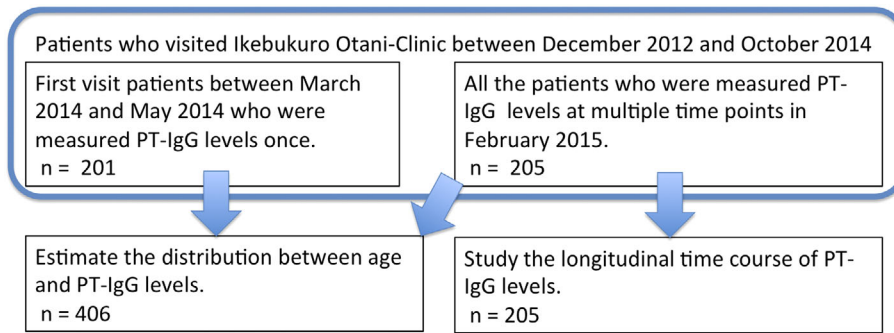 Patients who visited Ikebukuro Otani-Clinic between December 2012 and October 2014
First visit patients between March
2014 and May 2014 who were
measured PT-IgG levels once.
n = 201
All the patients who were measured PT-
IgG levels at multiple time points in
February 2015.
n = 205
Estimate the distribution between age
and PT-IgG levels.
n = 406
Study the longitudinal time course of PT-
IgG levels.
n = 205